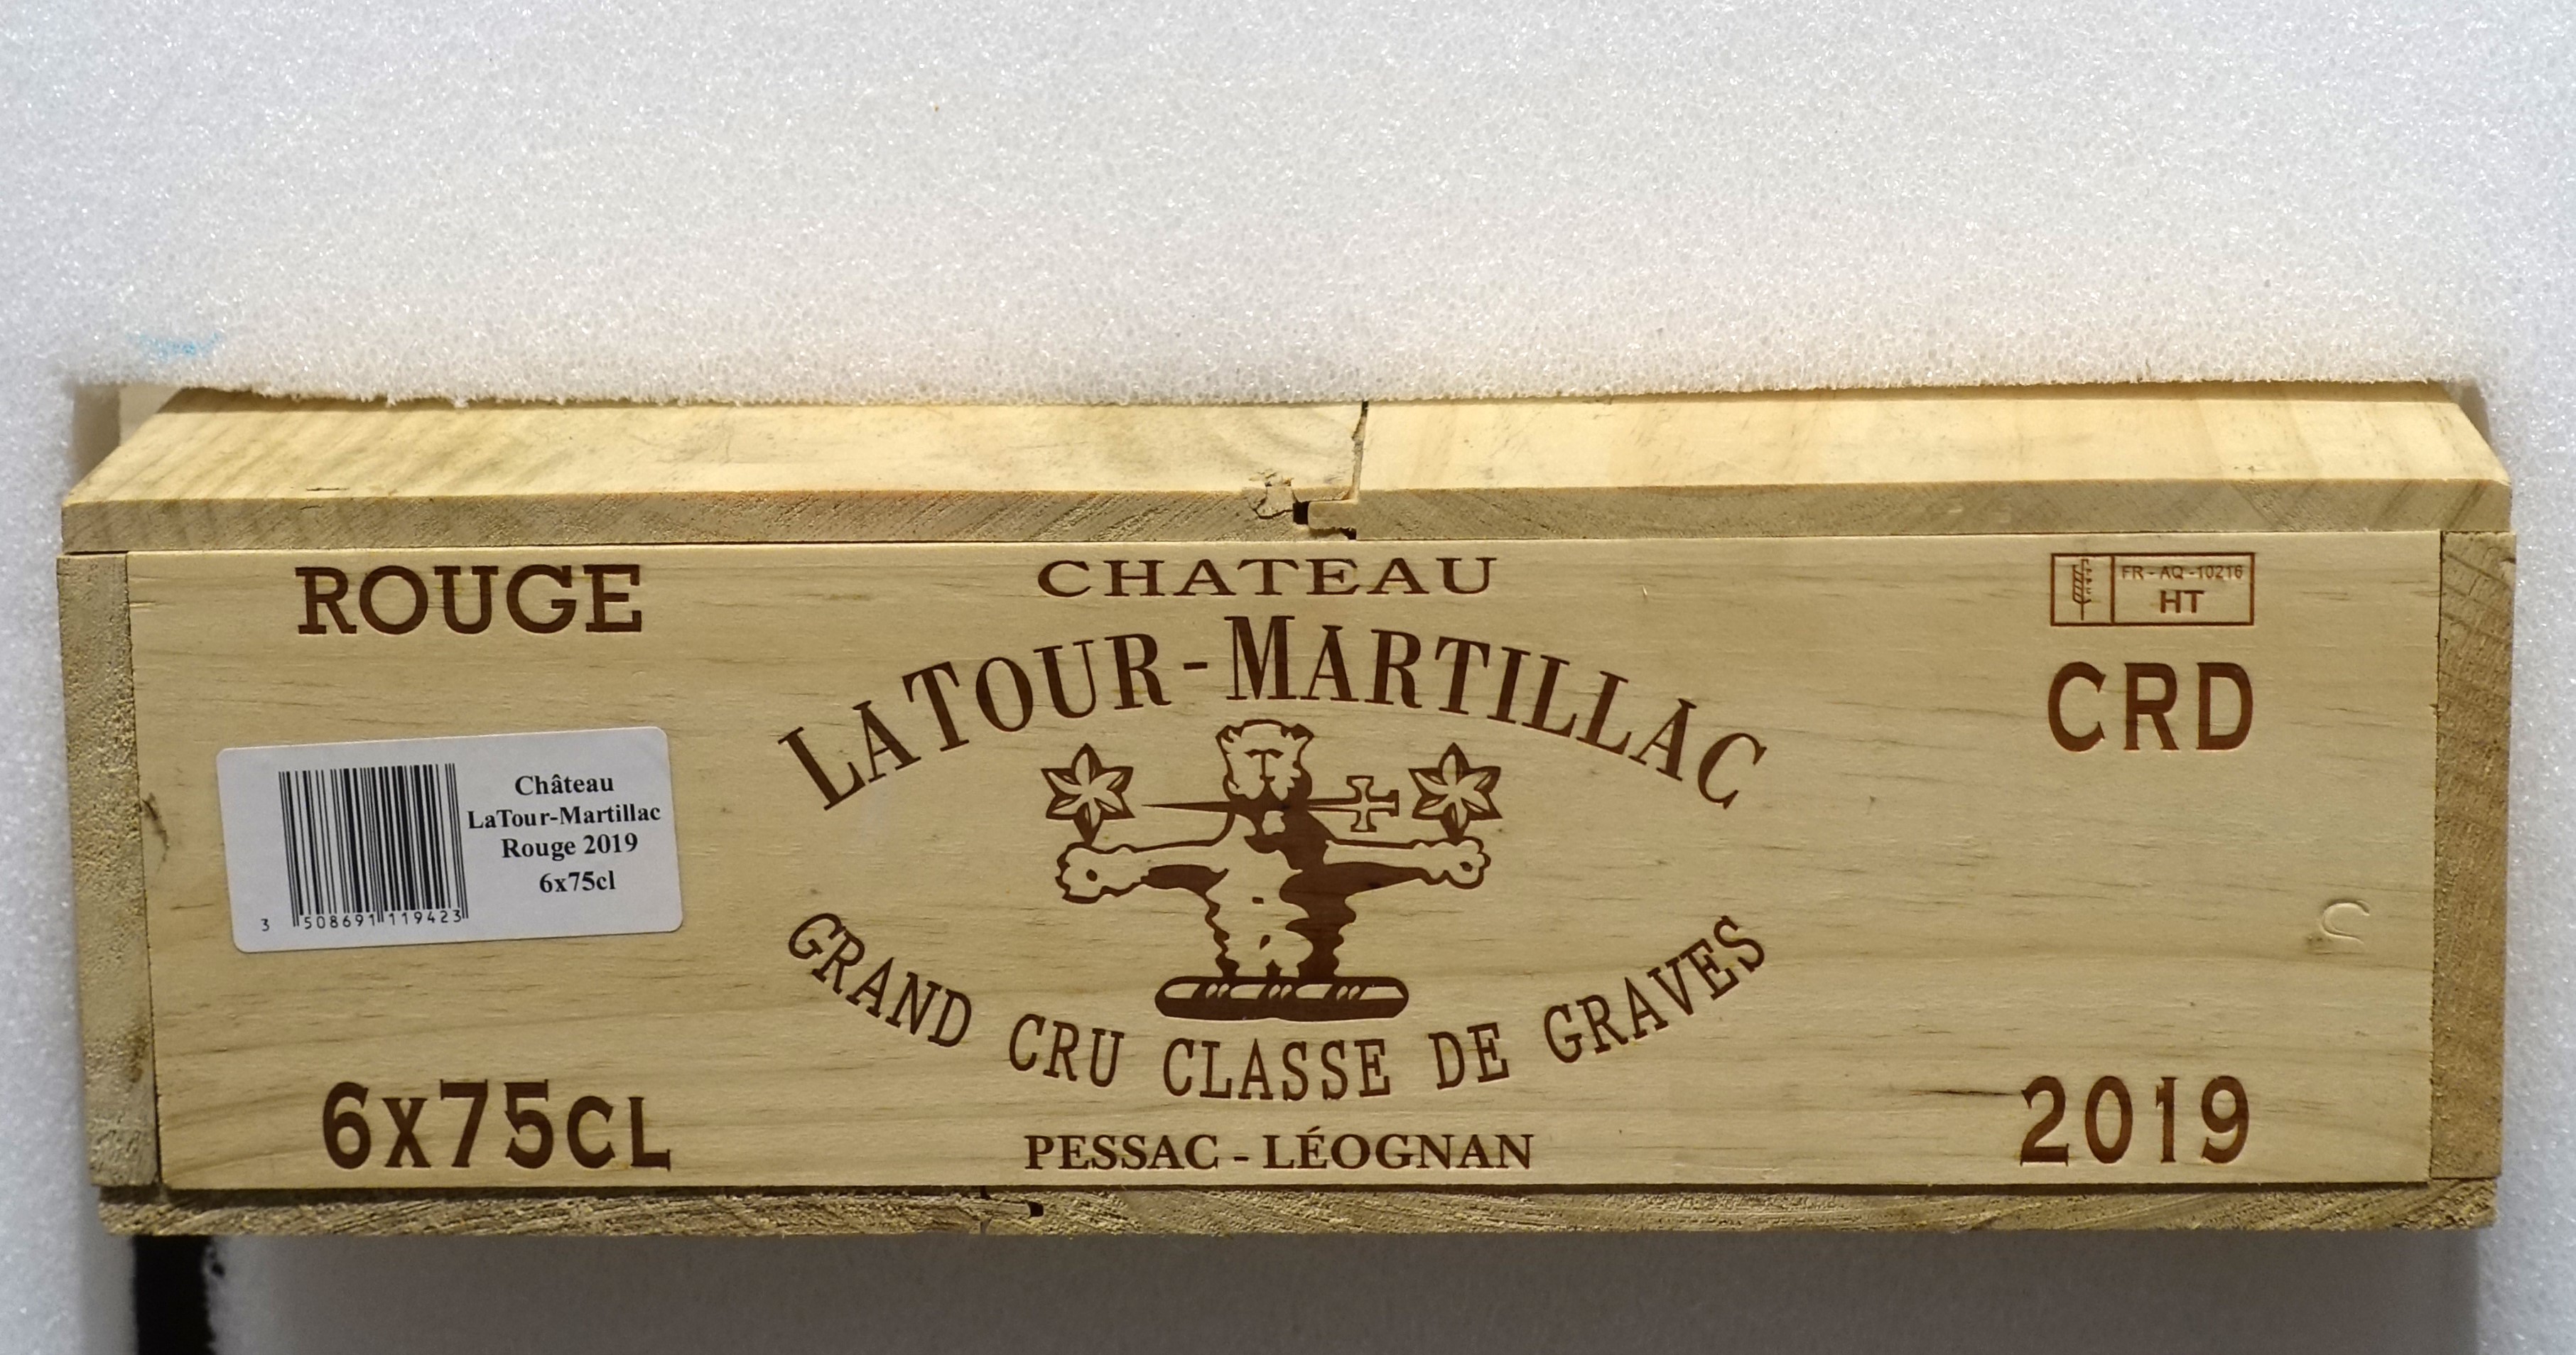 ROUGE
CHATEAU
LATOUR-MARTILLAC
GRAND CRU CLASSE DE GRAVES
PESSAC - LÉOGNAN
FR - AQ -10216
HT
CRD
Château
LaTour-Martillac
Rouge 2019
6x75cl
3 508691 119423
6x75CL
2019